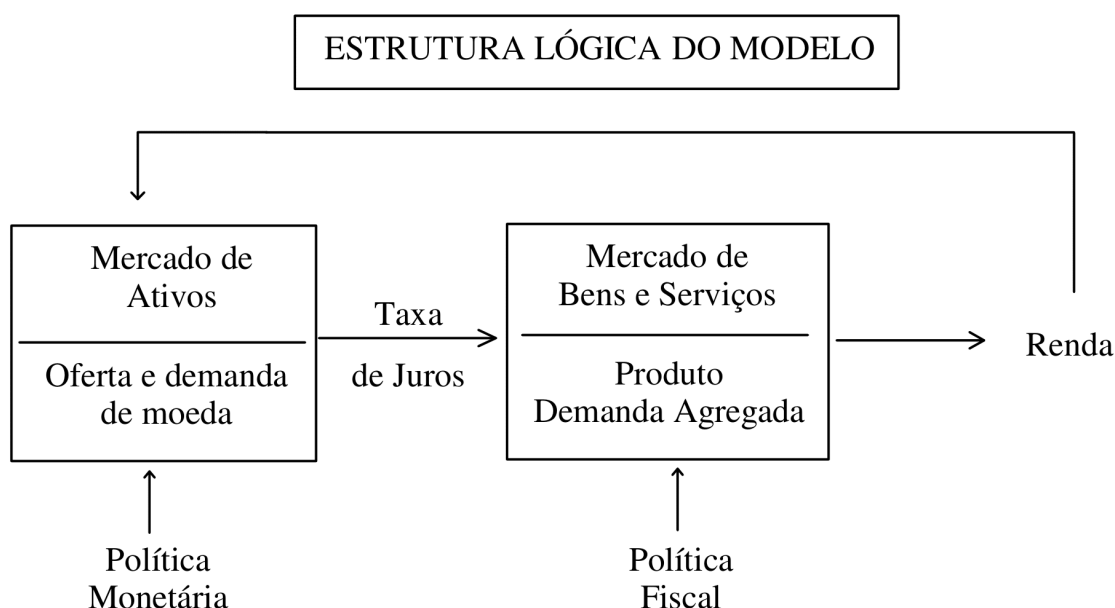 ESTRUTURA LÓGICA DO MODELO
Mercado de
Ativos
Oferta e demanda
de moeda
Taxa
de Juros
Mercado de
Bens e Serviços
Produto
Demanda Agregada
Renda
Política
Monetária
Política
Fiscal